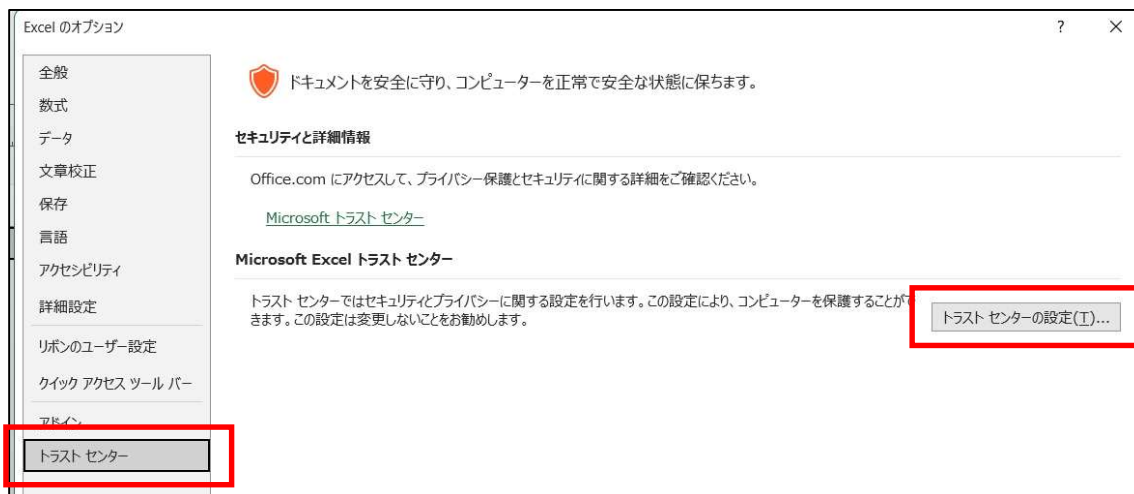 Excel のオプション
?
×
全般
数式
データ
文章校正
保存
言語
アクセシビリティ
詳細設定
リボンのユーザー設定
クイック アクセス ツール バー
アドイン
トラスト センター
ドキュメントを安全に守り、コンピューターを正常で安全な状態に保ちます。
セキュリティと詳細情報
Office.com にアクセスして、プライバシー保護とセキュリティに関する詳細をご確認ください。
Microsoft トラスト センター
Microsoft Excel トラスト センター
トラスト センターではセキュリティとプライバシーに関する設定を行います。この設定により、コンピューターを保護することがで
きます。この設定は変更しないことをお勧めします。
トラスト センターの設定(T)...